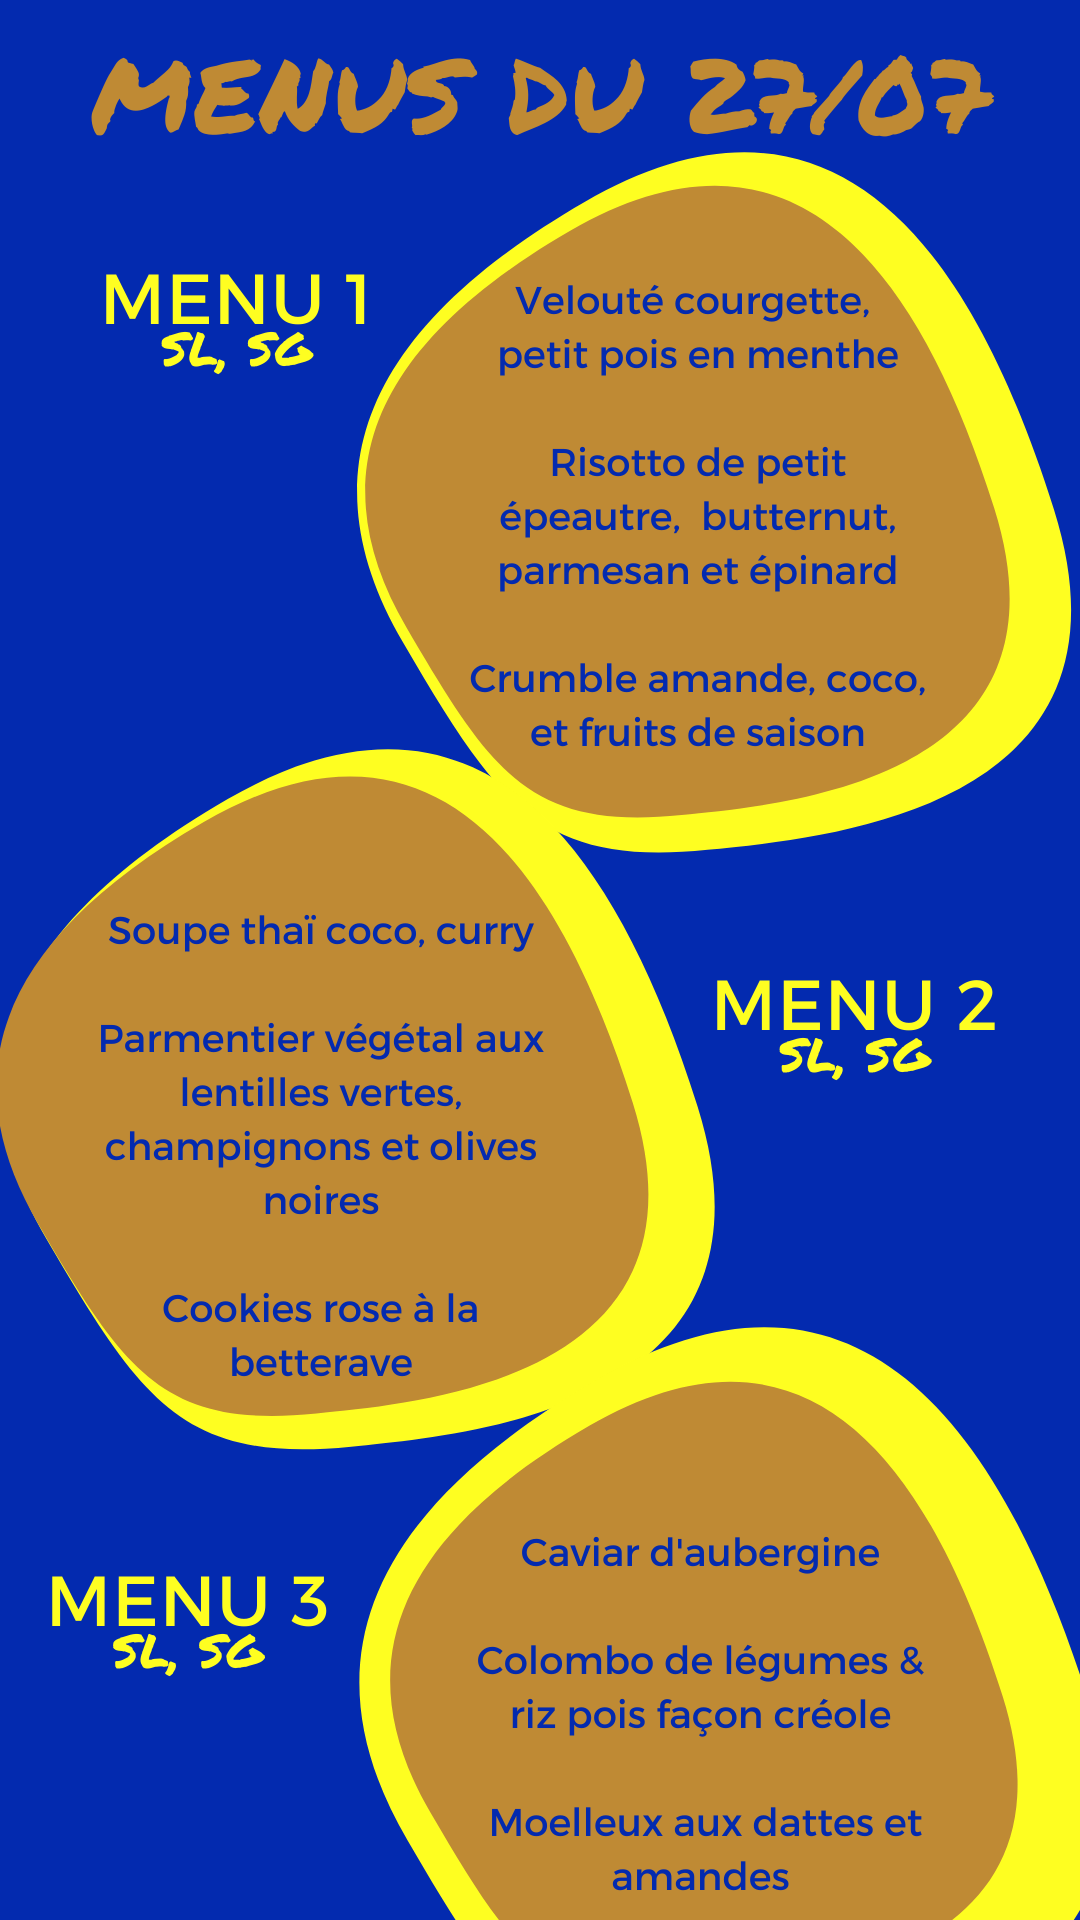 MENUS DU 27/07
MENU 1
SL, SG
Velouté courgette,
petit pois en menthe
Risotto de petit
épeautre, butternut,
parmesan et épinard
Crumble amande, coco,
et fruits de saison
MENU 2
SL, SG
Soupe thaï coco, curry
Parmentier végétal aux
lentilles vertes,
champignons et olives
noires
Cookies rose à la
betterave
MENU 3
SL, SG
Caviar d'aubergine
Colombo de légumes &
riz pois façon créole
Moelleux aux dattes et
amandes